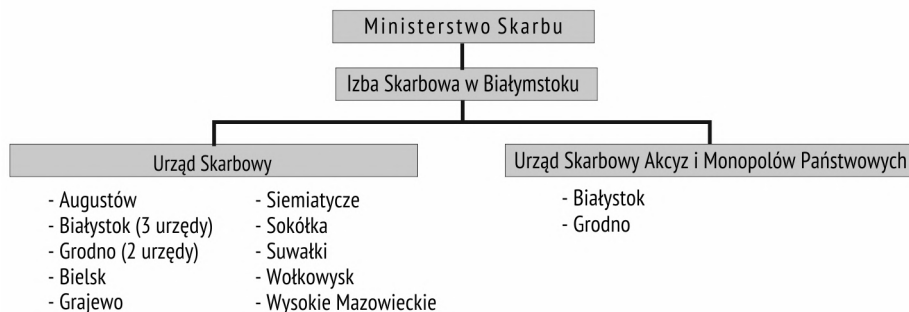 Ministerstwo Skarbu
Izba Skarbowa w Białymstoku
Urząd Skarbowy
- Augustów
- Białystok (3 urzędy)
- Grodno (2 urzędy)
- Bielsk
- Grajewo
- Siemiatycze
- Sokółka
- Suwałki
- Wołkowysk
- Wysokie Mazowieckie
Urząd Skarbowy Akcyz i Monopolów Państwowych
- Białystok
- Grodno